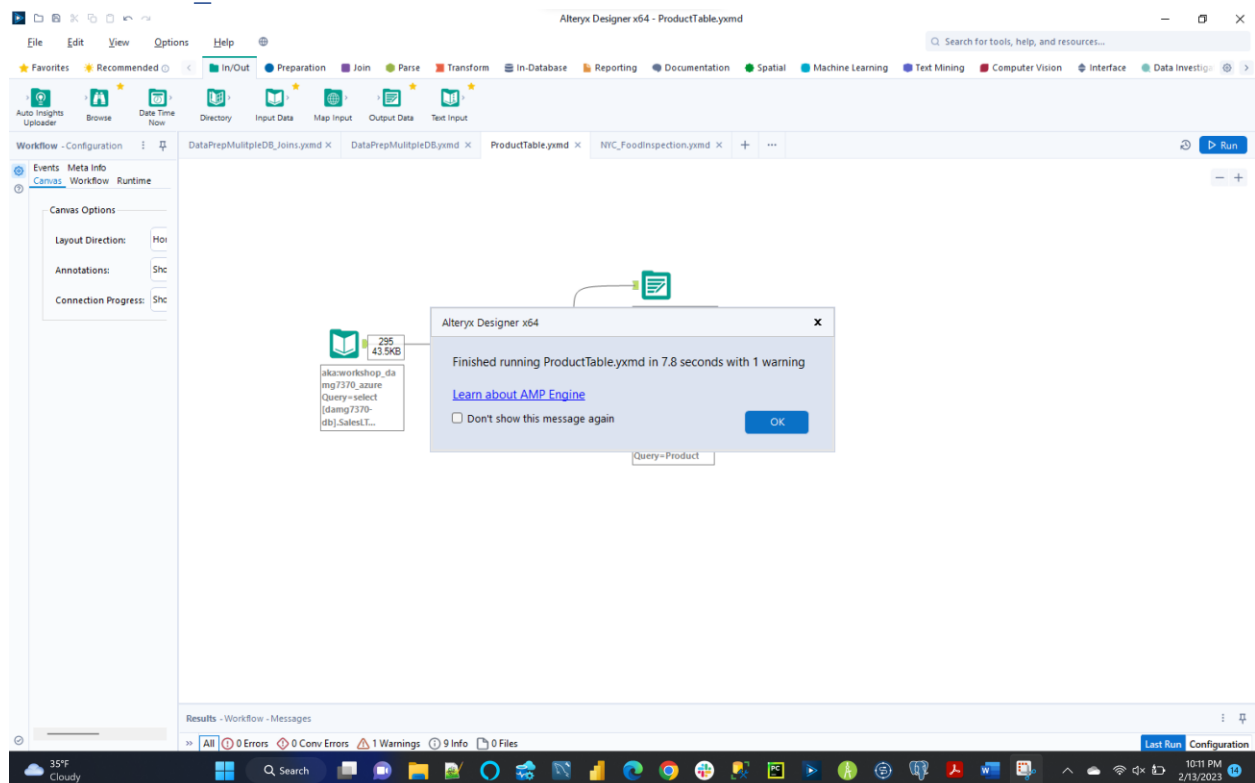 Alteryx Designer x64 - ProductTable.yxmd
File Edit View Options Help
Search for tools, help, and resources...
Favorites Recommended In/Out Preparation Join Parse Transform In-Database Reporting Documentation Spatial Machine Learning Text Mining Computer Vision Interface Data Investig
Auto Insights
Uploader
Browse
Date Time
Now
Directory
Input Data
Map Input
Output Data
Text Input
Workflow - Configuration
DataPrepMulitpleDB_Joins.yxmd
DataPrepMulitpleDB.yxmd
ProductTable.yxmd
NYC_FoodInspection.yxmd
Run
Events Meta Info
Canvas Workflow Runtime
Canvas Options
Layout Direction: Hor
Annotations: Shc
Connection Progress: Shc
295
43.5KB
aka:workshop_da
mg7370_azure
Query=select
[damg7370-
db].SalesLT...
Alteryx Designer x64
x
Finished running ProductTable.yxmd in 7.8 seconds with 1 warning
Learn about AMP Engine
Don't show this message again
OK
Query=Product
Results - Workflow - Messages
All 0 Errors 0 Conv Errors 1 Warnings 9 Info 0 Files
Last Run Configuration
35°F
Cloudy
Search
10:11 PM
2/13/2023
14